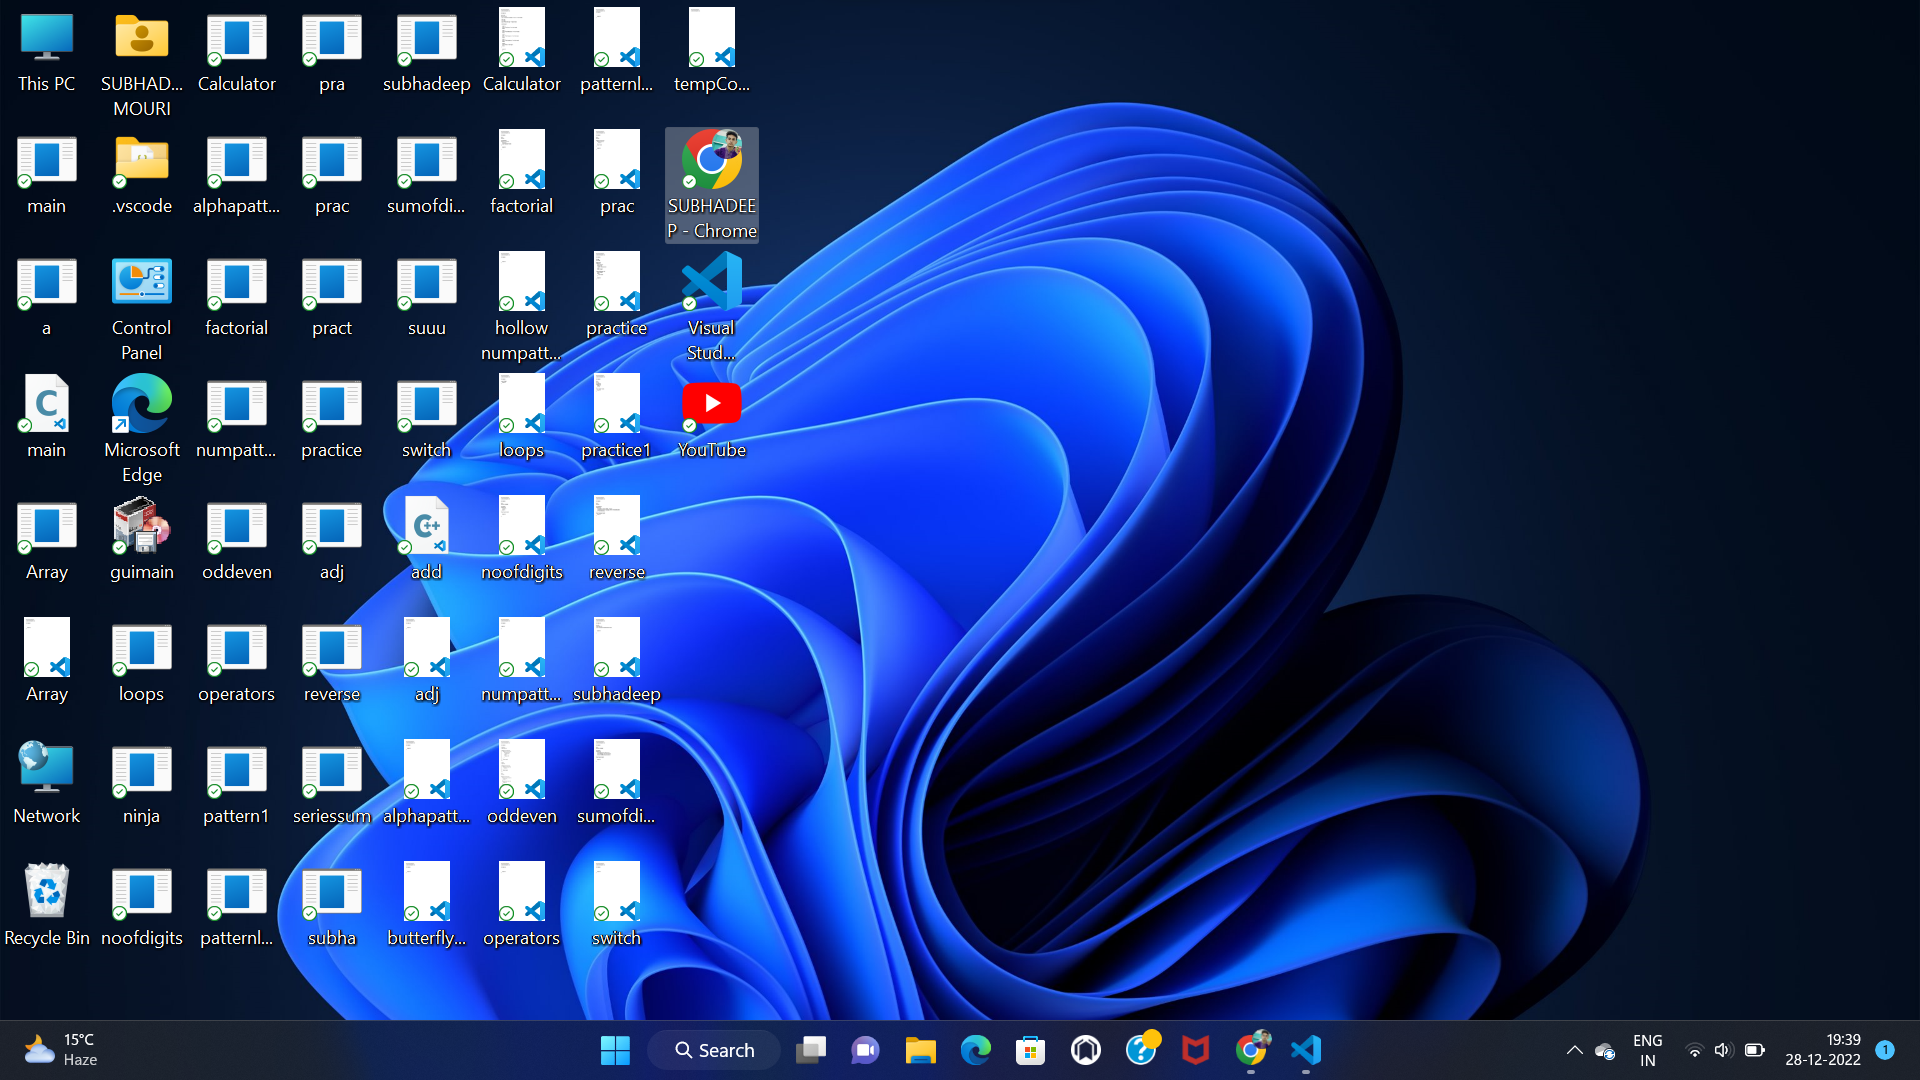 This PC
SUBHAD...
MOURI
Calculator
pra
subhadeep
Calculator
patternl...
tempCo...
main
.vscode
alphapatt...
prac
sumofdi...
factorial
prac
SUBHADEE
P - Chrome
a
Control
Panel
factorial
pract
suuu
hollow
numpatt...
practice
Visual
Stud...
C
main
Microsoft
Edge
numpatt...
practice
switch
loops
practice1
YouTube
Array
guimain
oddeven
adj
C++
add
noofdigits
reverse
Array
loops
operators
reverse
adj
numpatt...
subhadeep
Network
ninja
pattern1
seriessum
alphapatt...
oddeven
sumofdi...
Recycle Bin
noofdigits
patternl...
subha
butterfly...
operators
switch
15°C
Haze
Search
ENG
IN
19:39
28-12-2022
1